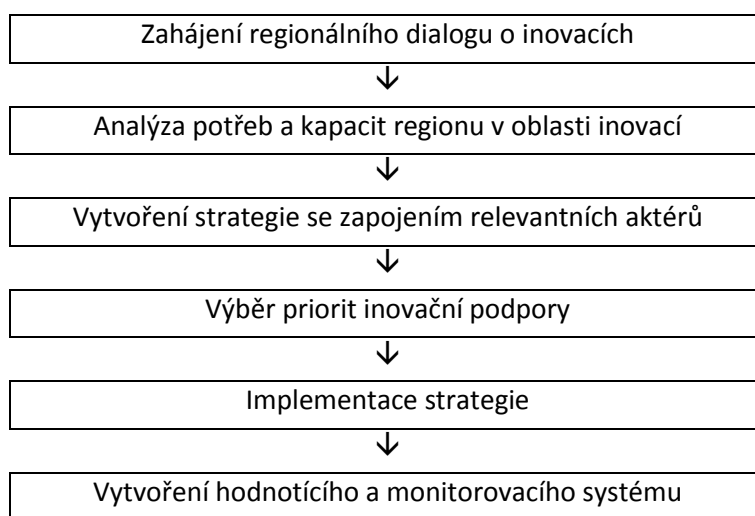 Zahájení regionálního dialogu o inovacích
Analýza potřeb a kapacit regionu v oblasti inovací
Vytvoření strategie se zapojením relevantních aktérů
Výběr priorit inovační podpory
Implementace strategie
Vytvoření hodnotícího a monitorovacího systému